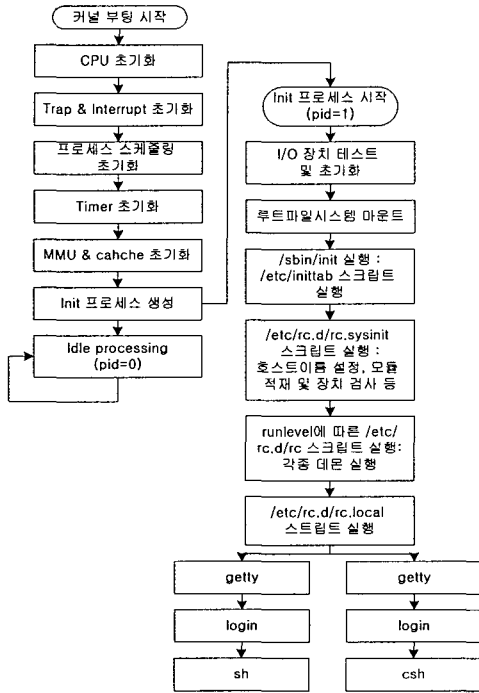 커널 부팅 시작
CPU 초기화
Trap & Interrupt 초기화
프로세스 스케줄링
초기화
Timer 초기화
MMU & cahche 초기화
Init 프로세스 생성
Idle processing
(pid=0)
Init 프로세스 시작
(pid=1)
I/O 장치 테스트
및 초기화
루트파일시스템 마운트
/sbin/init 실행 :
/etc/inittab 스크립트
실행
/etc/rc.d/rc.sysinit
스크립트 실행 :
호스트이름 설정, 모듈
적재 및 장치 검사 등
runlevel에 따른 /etc/
rc.d/rc 스크립트 실행:
각종 데몬 실행
/etc/rc.d/rc.local
스트립트 실행
getty
login
sh
getty
login
csh